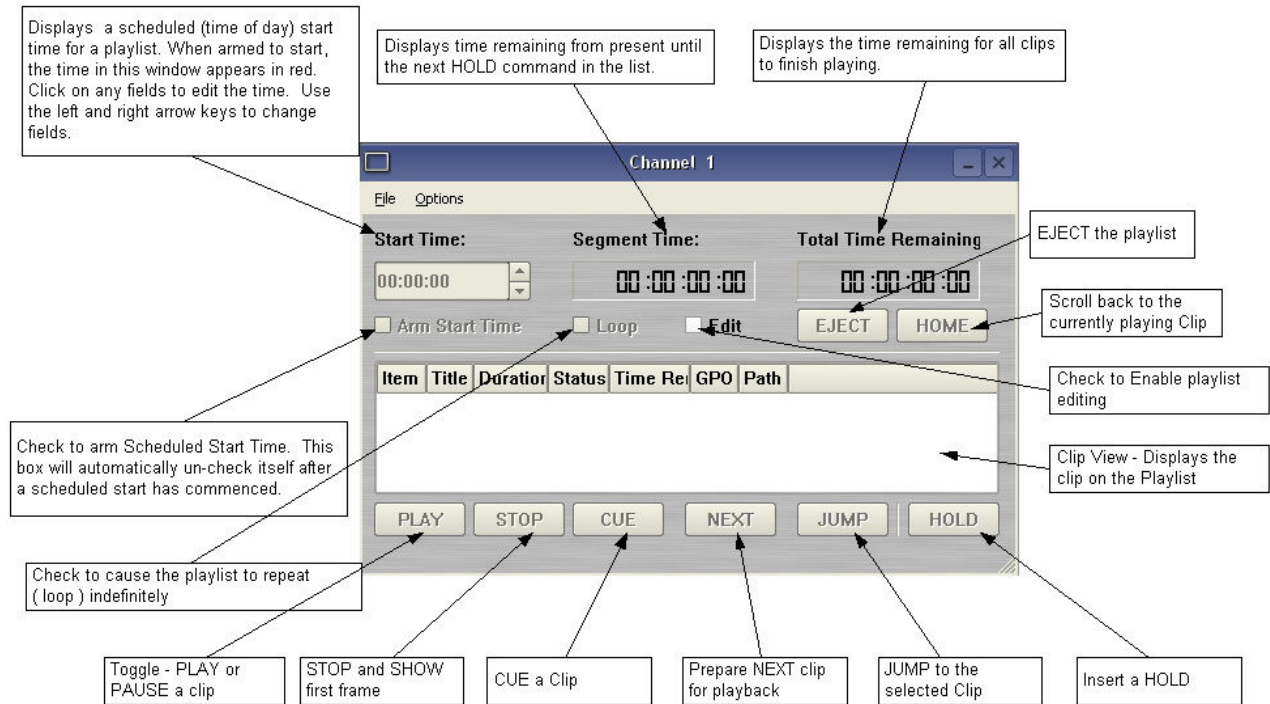 Displays a scheduled (time of day) start
time for a playlist. When armed to start,
the time in this window appears in red.
Click on any fields to edit the time. Use
the left and right arrow keys to change
fields.
Displays time remaining from present until
the next HOLD command in the list.
Displays the time remaining for all clips
to finish playing.
Channel 1
File Options
Start Time:
Segment Time:
Total Time Remaining
00:00:00
00:00:00:00
00:00:00:00
Arm Start Time
Loop
Edit
EJECT
HOME
EJECT the playlist
Scroll back to the
currently playing Clip
Item Title Duration Status Time Rei GPO Path
Check to Enable playlist
editing
Clip View - Displays the
clip on the Playlist
Check to arm Scheduled Start Time. This
box will automatically un-check itself after
a scheduled start has commenced.
PLAY
STOP
CUE
NEXT
JUMP
HOLD
Check to cause the playlist to repeat
( loop ) indefinitely
Toggle - PLAY or
PAUSE a clip
STOP and SHOW
first frame
CUE a Clip
Prepare NEXT clip
for playback
JUMP to the
selected Clip
Insert a HOLD